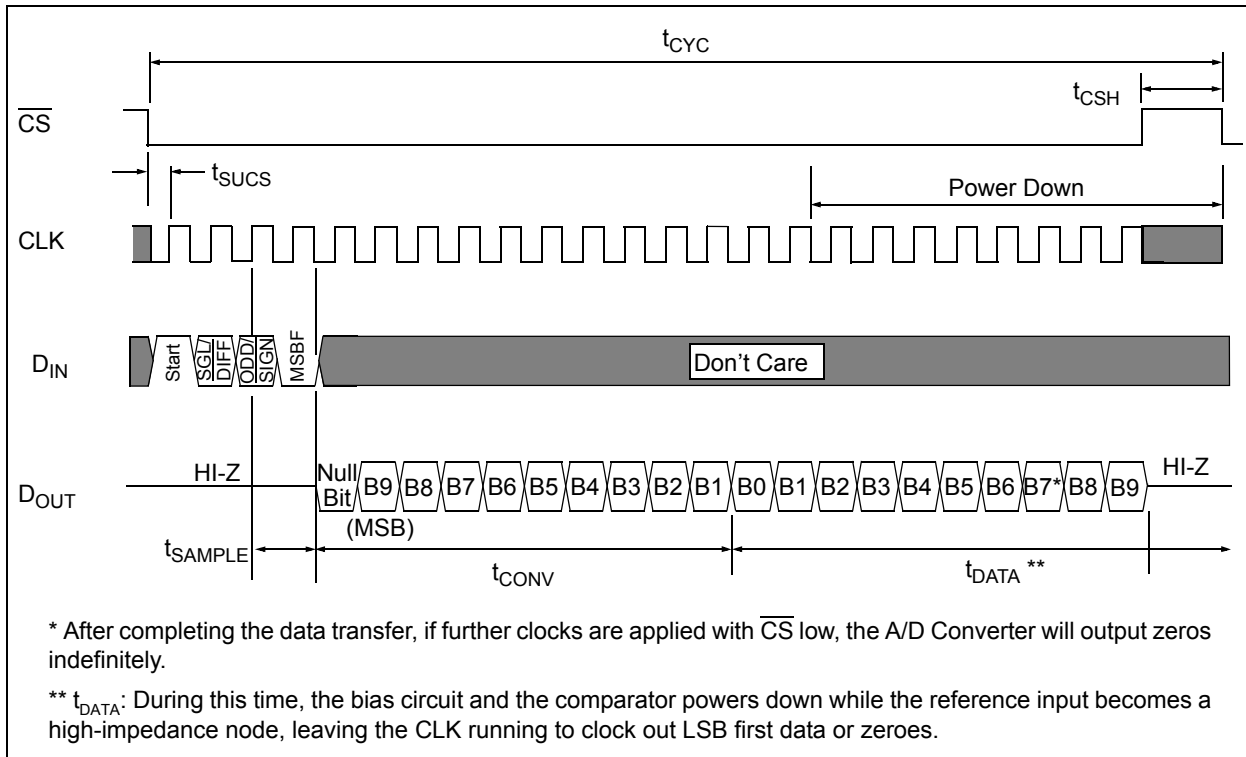 tCYC
tCSH
CS
tSUCS
Power Down
CLK
DIN
Start
SGL/
DIFF
ODD/
SIGN
MSBF
Don't Care
HI-Z
DOUT
Null
Bit
B9 B8 B7 B6 B5 B4 B3 B2 B1 B0 B1 B2 B3 B4 B5 B6 B7* B8 B9
HI-Z
(MSB)
tSAMPLE
tCONV
tDATA **
* After completing the data transfer, if further clocks are applied with CS low, the A/D Converter will output zeros
indefinitely.
** tDATA: During this time, the bias circuit and the comparator powers down while the reference input becomes a
high-impedance node, leaving the CLK running to clock out LSB first data or zeroes.